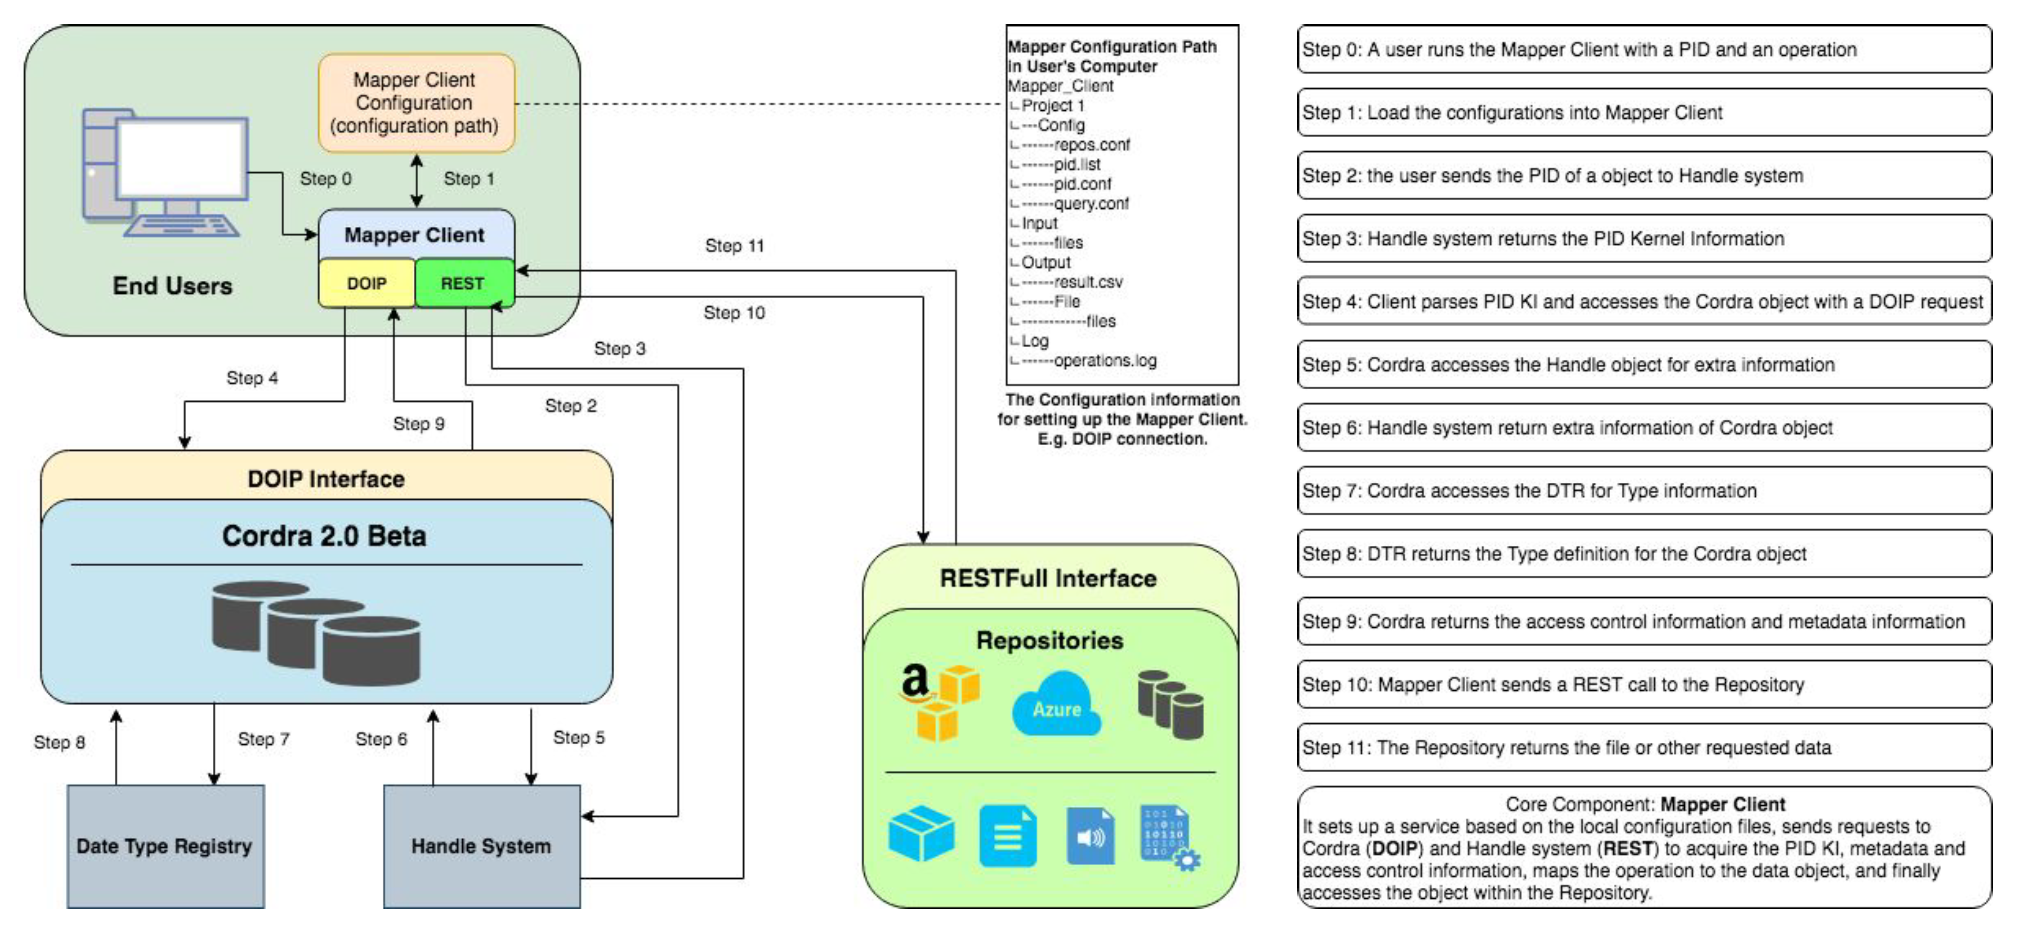 Mapper Client
Configuration
(configuration path)
Step 0
Step 1
Mapper Client
DOIP
REST
End Users
Step 11
Step 10
Step 3
Step 4
Step 2
Step 9
DOIP Interface
Cordra 2.0 Beta
Step 8
Step 7
Step 6
Step 5
Date Type Registry
Handle System
Mapper Configuration Path
in User's Computer
Mapper_Client
∟Project 1
∟---Config
∟------repos.conf
∟------pid.list
∟------pid.conf
∟------query.conf
∟Input
∟------files
∟Output
∟------result.csv
∟------File
∟------------files
∟Log
∟------operations.log
The Configuration information
for setting up the Mapper Client.
E.g. DOIP connection.
RESTFull Interface
Repositories
a
Azure
101
01010
10110
10100
010
Step 0: A user runs the Mapper Client with a PID and an operation
Step 1: Load the configurations into Mapper Client
Step 2: the user sends the PID of a object to Handle system
Step 3: Handle system returns the PID Kernel Information
Step 4: Client parses PID KI and accesses the Cordra object with a DOIP request
Step 5: Cordra accesses the Handle object for extra information
Step 6: Handle system return extra information of Cordra object
Step 7: Cordra accesses the DTR for Type information
Step 8: DTR returns the Type definition for the Cordra object
Step 9: Cordra returns the access control information and metadata information
Step 10: Mapper Client sends a REST call to the Repository
Step 11: The Repository returns the file or other requested data
Core Component: Mapper Client
It sets up a service based on the local configuration files, sends requests to
Cordra (DOIP) and Handle system (REST) to acquire the PID KI, metadata and
access control information, maps the operation to the data object, and finally
accesses the object within the Repository.